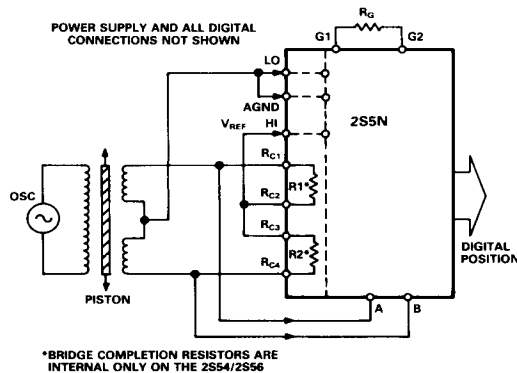 POWER SUPPLY AND ALL DIGITAL
CONNECTIONS NOT SHOWN
RG
G1
G2
LO
AGND
2S5N
VREF
HI
RC1
R1*
RC2
RC3
R2*
RC4
OSC
PISTON
DIGITAL
POSITION
A
B
*BRIDGE COMPLETION RESISTORS ARE
INTERNAL ONLY ON THE 2S54/2S56